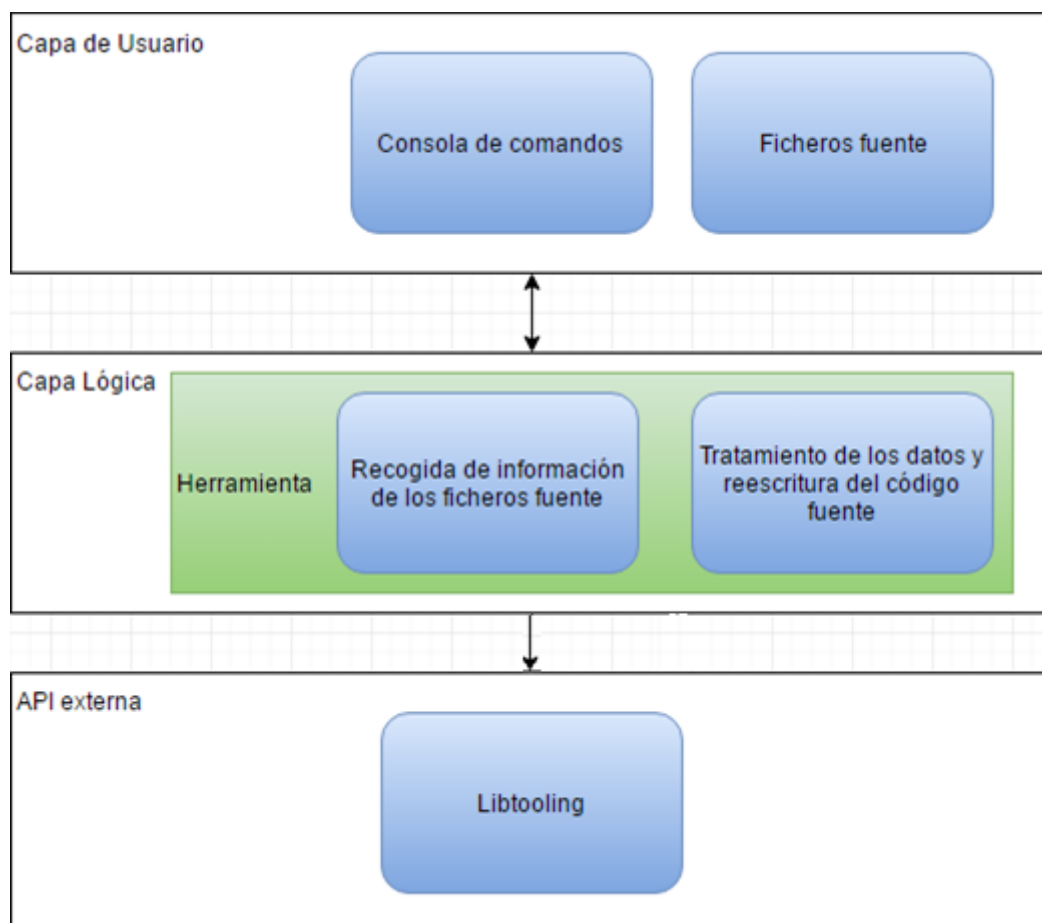 Capa de Usuario
Consola de comandos
Ficheros fuente
Capa Lógica
Herramienta
Recogida de información
de los ficheros fuente
Tratamiento de los datos y
reescritura del código
fuente
API externa
Libtooling